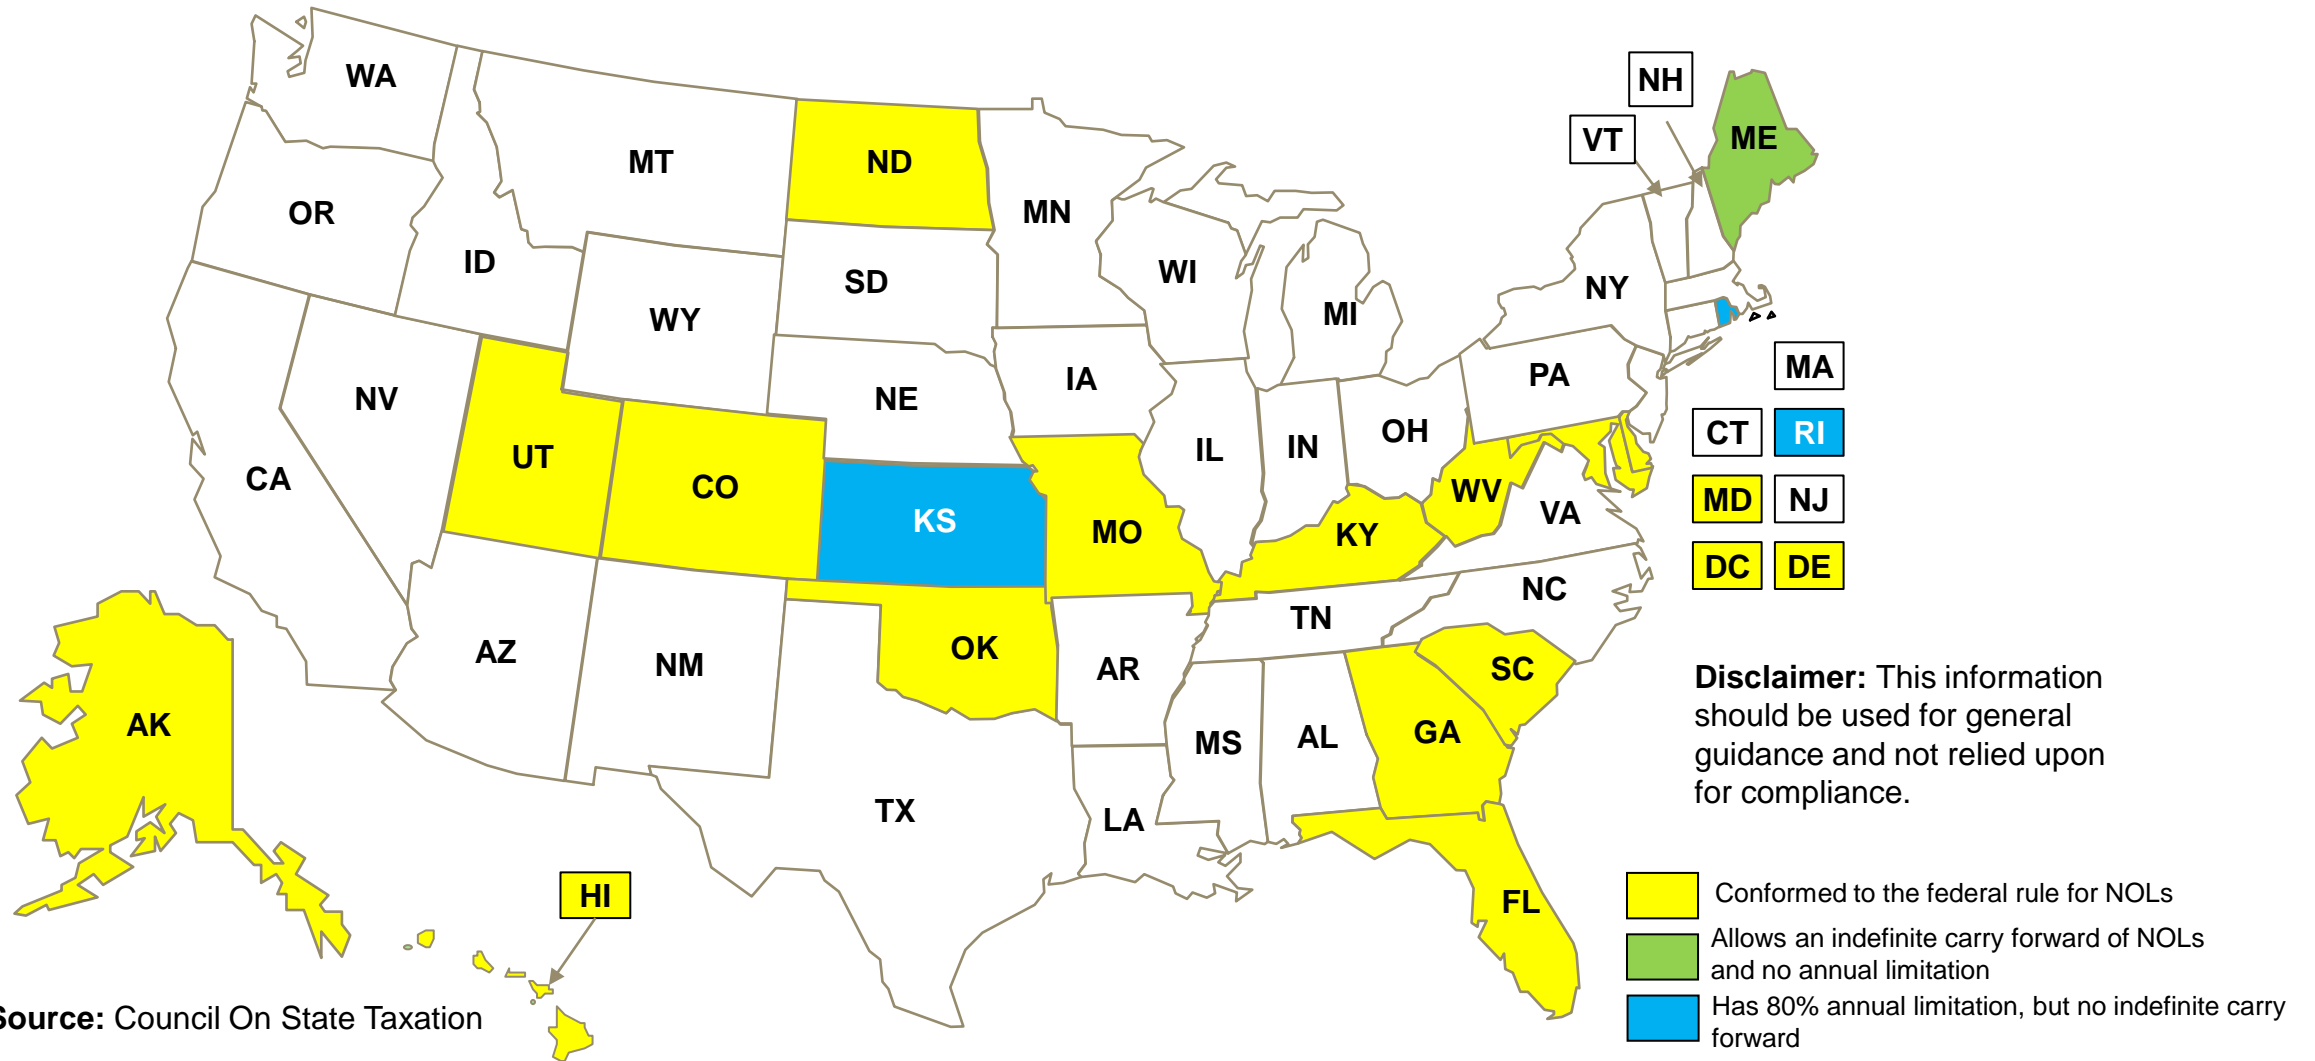 WA
NH
ME
VT
MT
ND
OR
MN
ID
WI
SD
NY
WY
MI
MA
PA
IA
NV
NE
CT
RI
OH
IN
IL
UT
CA
CO
WV
MD
NJ
VA
KS
MO
KY
DC
DE
NC
TN
AZ
NM
OK
AR
SC
Disclaimer: This information
should be used for general
guidance and not relied upon
for compliance.
AK
MS
AL
GA
TX
LA
HI
FL
Conformed to the federal rule for NOLs
Allows an indefinite carry forward of NOLs
and no annual limitation
Has 80% annual limitation, but no indefinite carry
forward
Source: Council On State Taxation